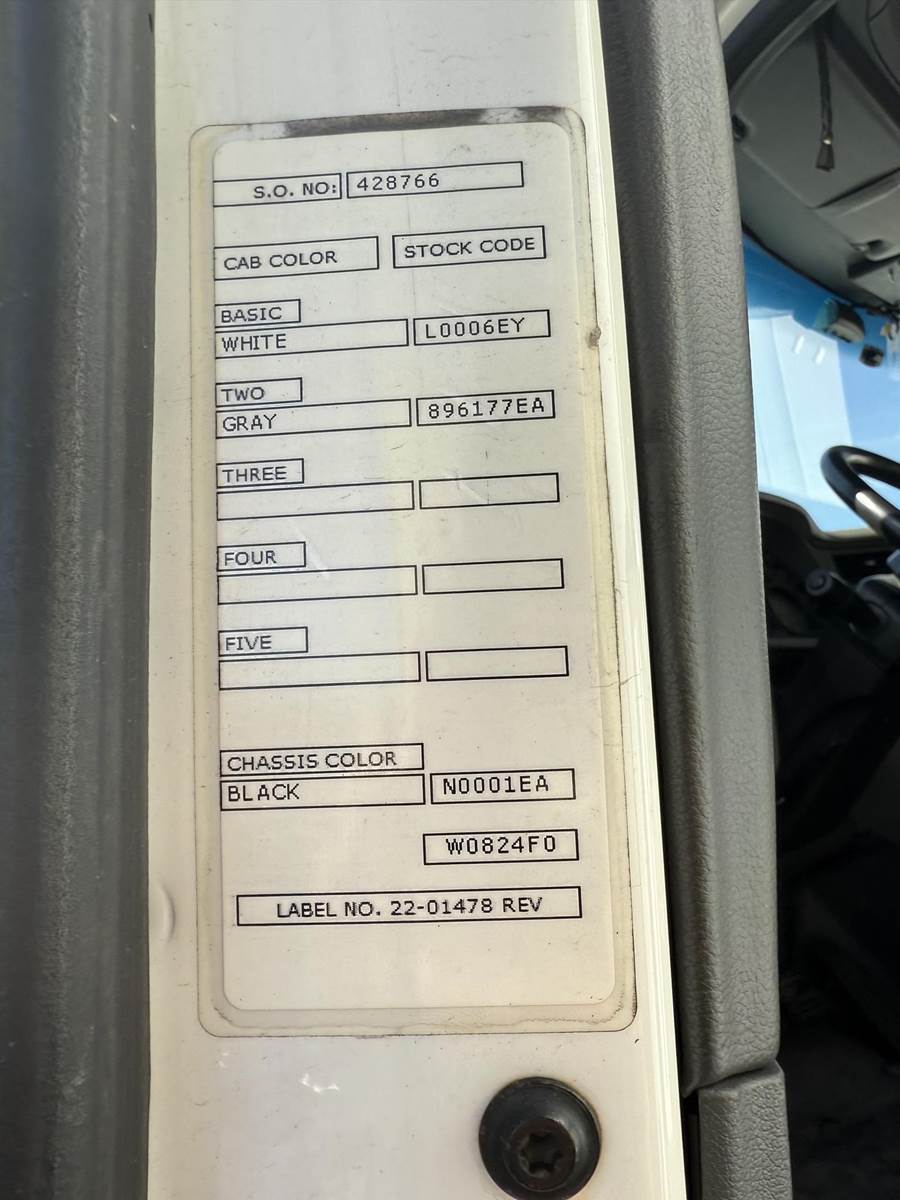 S.O. NO: 428766
CAB COLOR STOCK CODE
BASIC
WHITE L0006EY
TWO
GRAY 896177EA
THREE
FOUR
FIVE
CHASSIS COLOR
BLACK N0001EA
W0824F0
LABEL NO. 22-01478 REV